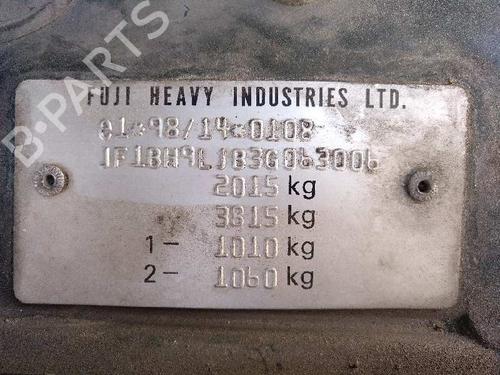 B-PARTS
FUJI HEAVY INDUSTRIES LTD.
e1*98/14*0108
JF1BH9LJB3G063006
2015 kg
3815 kg
1- 1010 kg
2- 1060 kg